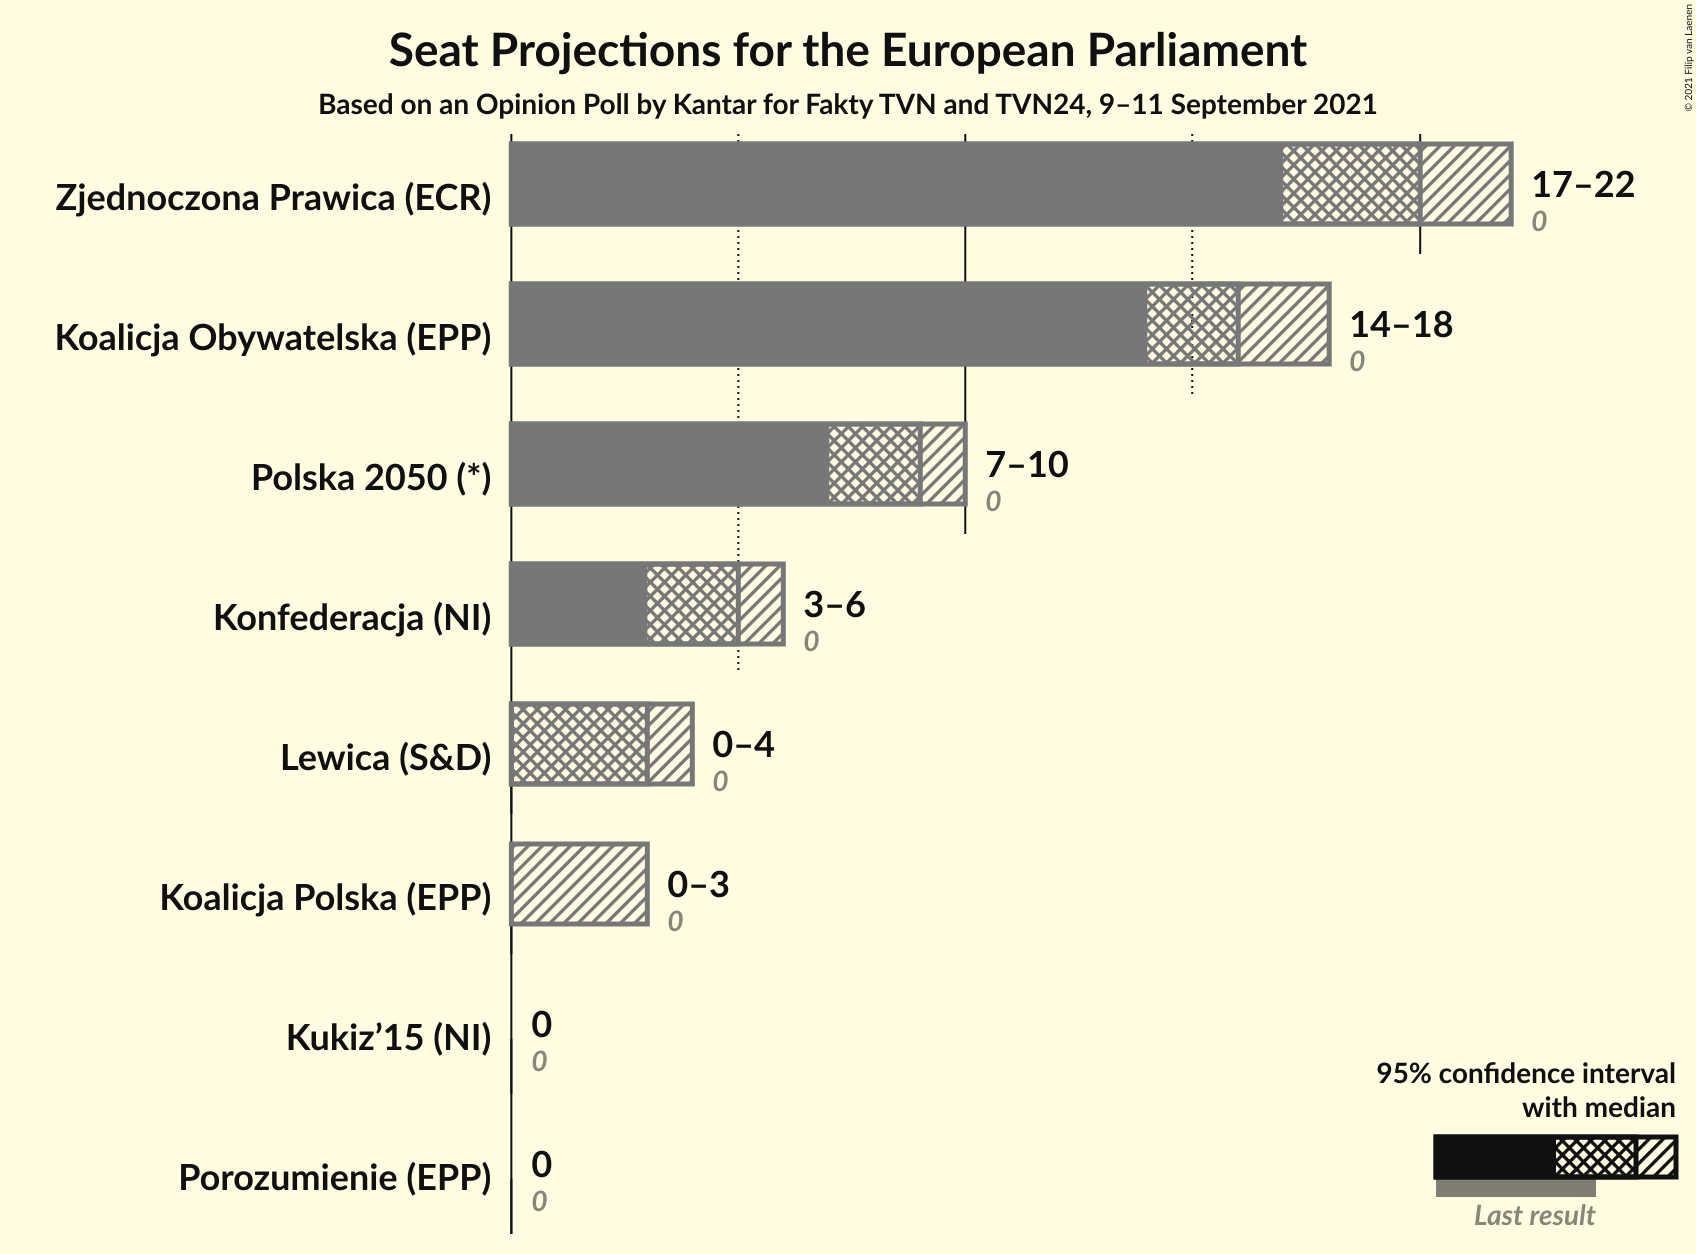 Seat Projections for the European Parliament
Based on an Opinion Poll by Kantar for Fakty TVN and TVN24, 9–11 September 2021
© 2021 Filip van Laenen
Zjednoczona Prawica (ECR)
17–22
0
Koalicja Obywatelska (EPP)
14–18
0
Polska 2050 (*)
7–10
0
Konfederacja (NI)
3–6
0
Lewica (S&D)
0–4
0
Koalicja Polska (EPP)
0–3
0
Kukiz’15 (NI)
0
0
Porozumienie (EPP)
0
0
95% confidence interval
with median
Last result